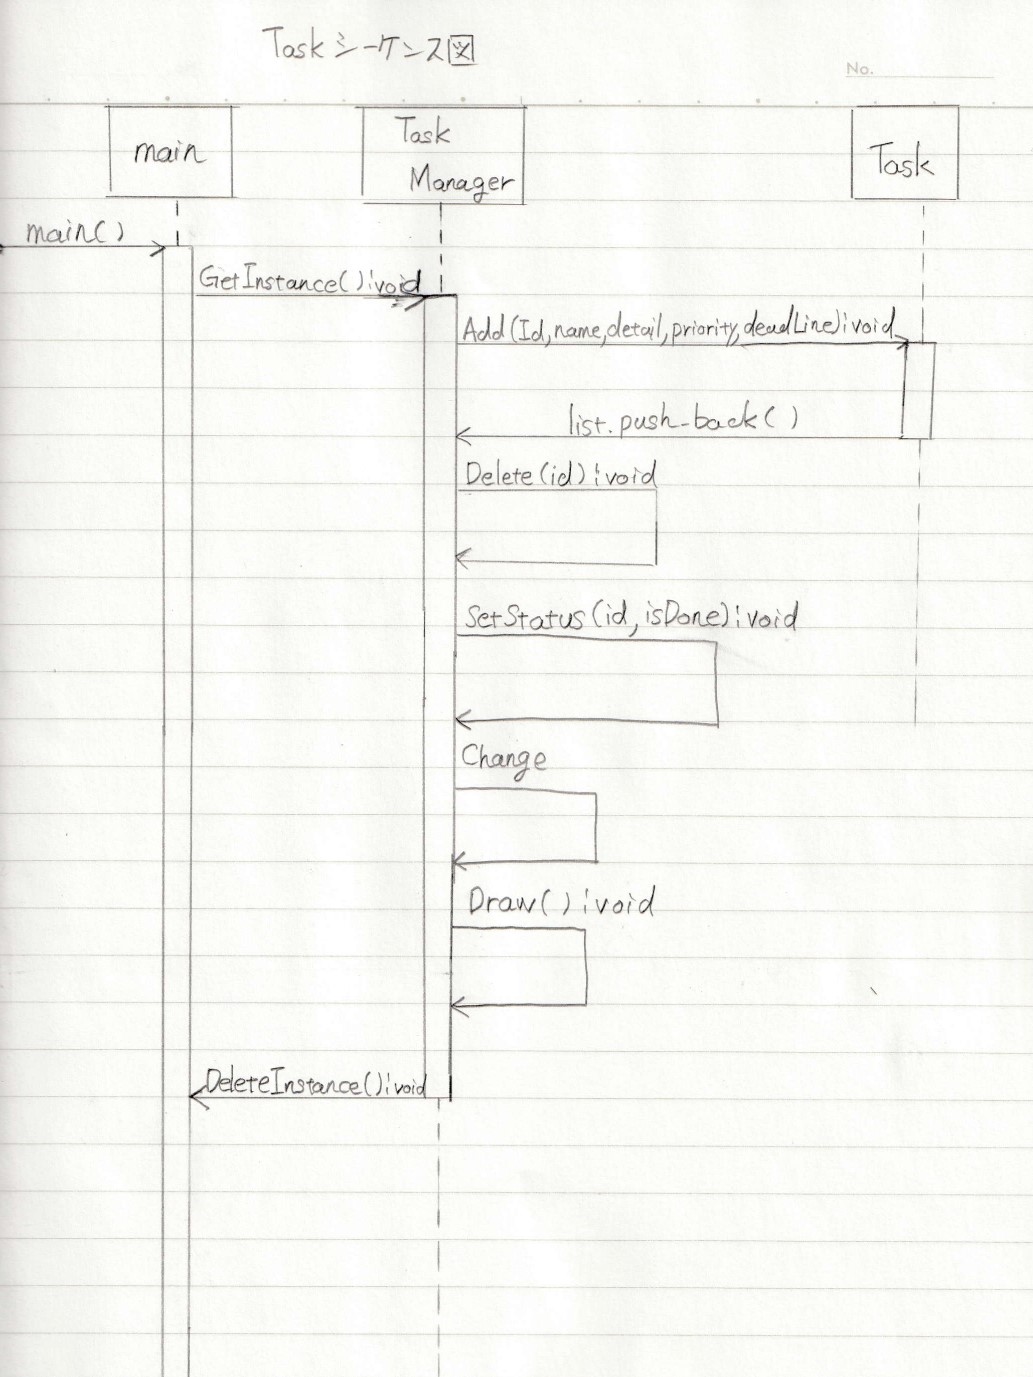 Task シーケンス図
No.
main
Task
Manager
Task
main()
GetInstance():void
Add(Id,name,detail,priority,deadLine):void
list.push_back()
Delete(id):void
SetStatus(id,isDone):void
Change
Draw():void
DeleteInstance():void